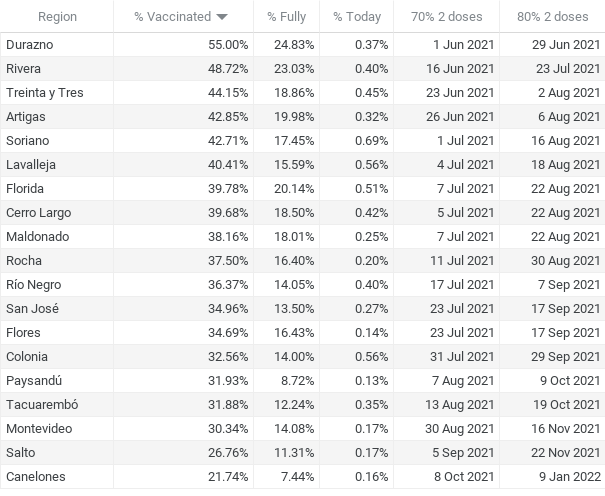 Region % Vaccinated % Fully % Today 70% 2 doses 80% 2 doses
Durazno 55.00% 24.83% 0.37% 1 Jun 2021 29 Jun 2021
Rivera 48.72% 23.03% 0.40% 16 Jun 2021 23 Jul 2021
Treinta y Tres 44.15% 18.86% 0.45% 23 Jun 2021 2 Aug 2021
Artigas 42.85% 19.98% 0.32% 26 Jun 2021 6 Aug 2021
Soriano 42.71% 17.45% 0.69% 1 Jul 2021 16 Aug 2021
Lavalleja 40.41% 15.59% 0.56% 4 Jul 2021 18 Aug 2021
Florida 39.78% 20.14% 0.51% 7 Jul 2021 22 Aug 2021
Cerro Largo 39.68% 18.50% 0.42% 5 Jul 2021 22 Aug 2021
Maldonado 38.16% 18.01% 0.25% 7 Jul 2021 22 Aug 2021
Rocha 37.50% 16.40% 0.20% 11 Jul 2021 30 Aug 2021
Río Negro 36.37% 14.05% 0.40% 17 Jul 2021 7 Sep 2021
San José 34.96% 13.50% 0.27% 23 Jul 2021 17 Sep 2021
Flores 34.69% 16.43% 0.14% 23 Jul 2021 17 Sep 2021
Colonia 32.56% 14.00% 0.56% 31 Jul 2021 29 Sep 2021
Paysandú 31.93% 8.72% 0.13% 7 Aug 2021 9 Oct 2021
Tacuarembó 31.88% 12.24% 0.35% 13 Aug 2021 19 Oct 2021
Montevideo 30.34% 14.08% 0.17% 30 Aug 2021 16 Nov 2021
Salto 26.76% 11.31% 0.17% 5 Sep 2021 22 Nov 2021
Canelones 21.74% 7.44% 0.16% 8 Oct 2021 9 Jan 2022